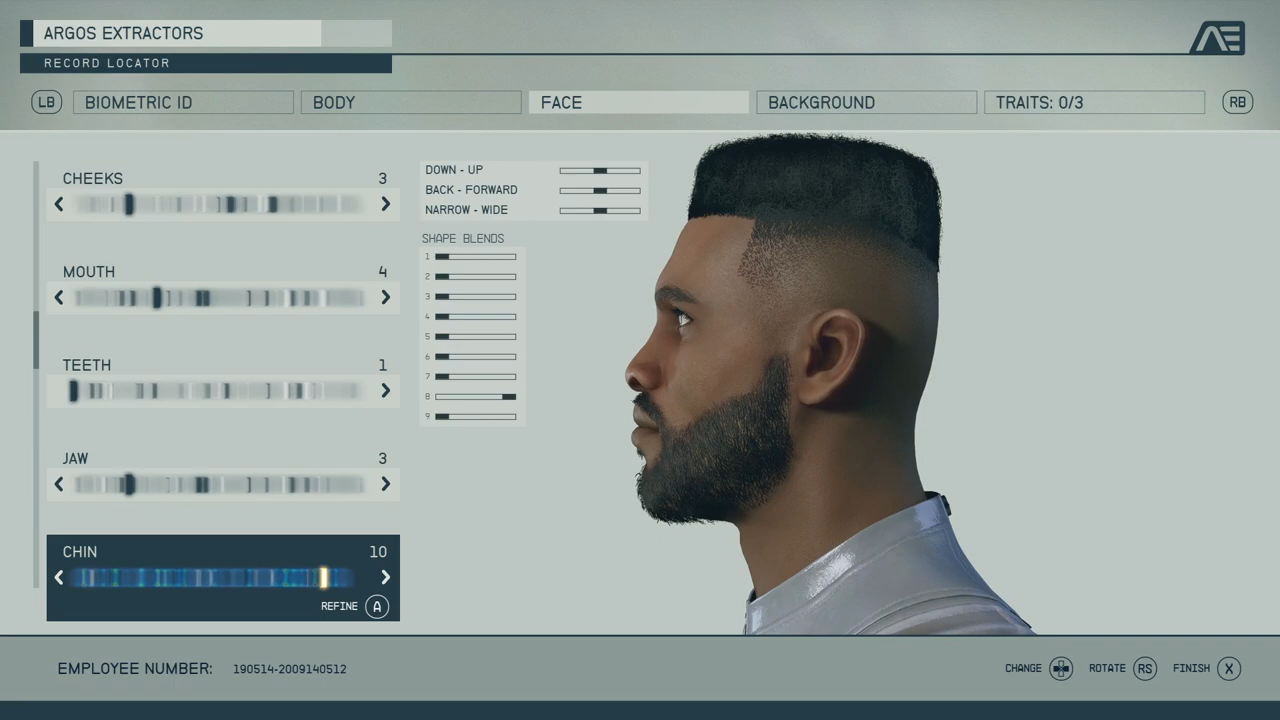 ARGOS EXTRACTORS
RECORD LOCATOR
AE
LB BIOMETRIC ID BODY FACE BACKGROUND TRAITS: 0/3 RB
CHEEKS 3
MOUTH 4
TEETH 1
JAW 3
CHIN 10
REFINE A
DOWN - UP
BACK - FORWARD
NARROW - WIDE
SHAPE BLENDS
1
2
3
4
5
6
7
8
9
EMPLOYEE NUMBER: 190514-2009140512
CHANGE ROTATE RS FINISH X